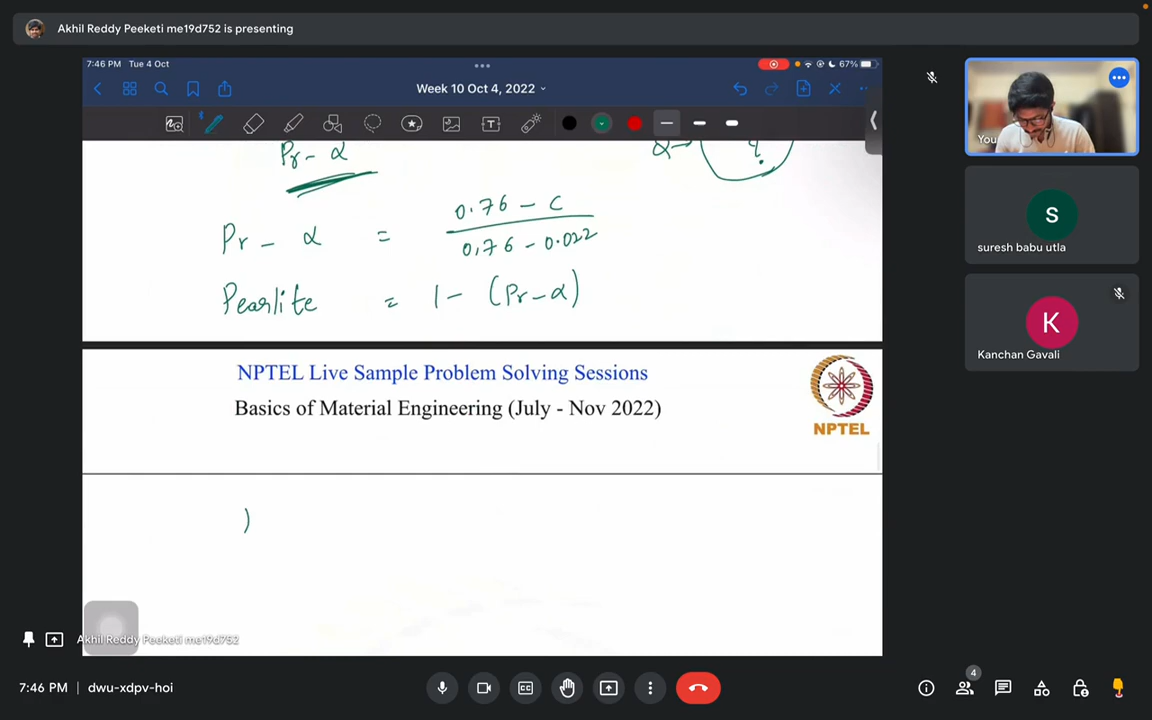 Akhil Reddy Peeketi me19d752 is presenting
7:46 PM Tue 4 Oct
67%
Week 10 Oct 4, 2022
T
Pr - α
α → ?
Pr - α = 0.76 - C
0.76 - 0.022
Pearlite = 1 - (Pr - α)
NPTEL Live Sample Problem Solving Sessions
Basics of Material Engineering (July - Nov 2022)
NPTEL
)
Akhil Reddy Peeketi me19d752
You
S
suresh babu utla
K
Kanchan Gavali
7:46 PM | dwu-xdpv-hoi
CC
4